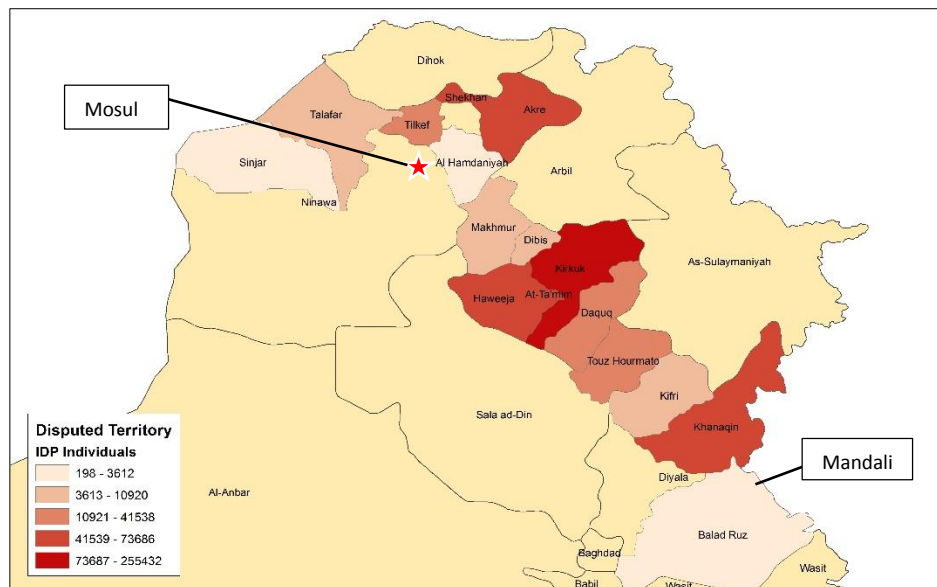 Dihok
Mosul
Shekhan
Akre
Talafar
Tilkef
Sinjar
Al Hamdaniyah
Arbil
Ninawa
Makhmur
Dibis
As-Sulaymaniyah
Kirkuk
Haweeja
At-Ta'mim
Daquq
Touz Hourmato
Kifri
Sala ad-Din
Khanaqin
Disputed Territory
IDP Individuals
198 - 3612
3613 - 10920
10921 - 41538
41539 - 73686
73687 - 255432
Al-Anbar
Diyala
Mandali
Balad Ruz
Baghdad
Wasit
Babil
Wasit